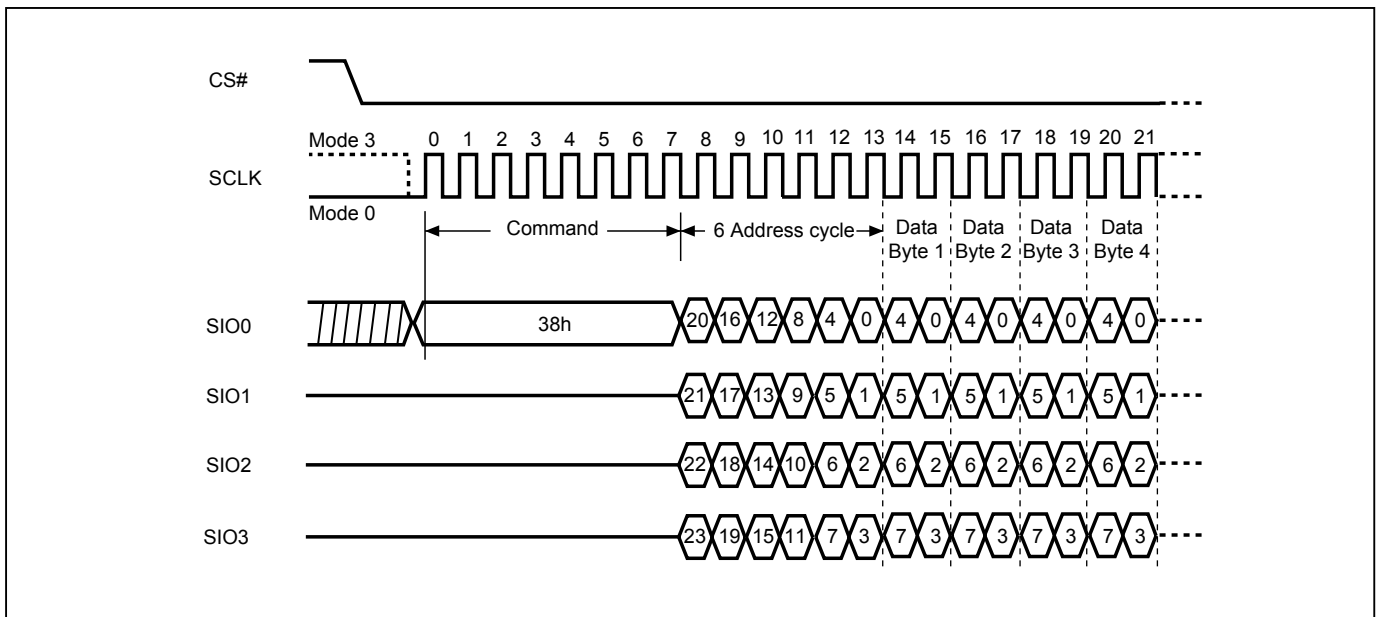 CS#
Mode 3
0 1 2 3 4 5 6 7 8 9 10 11 12 13 14 15 16 17 18 19 20 21
SCLK
Mode 0
Command
6 Address cycle
Data Byte 1
Data Byte 2
Data Byte 3
Data Byte 4
SIO0
38h
20 16 12 8 4 0 4 0 4 0 4 0 4 0
SIO1
21 17 13 9 5 1 5 1 5 1 5 1 5 1
SIO2
22 18 14 10 6 2 6 2 6 2 6 2 6 2
SIO3
23 19 15 11 7 3 7 3 7 3 7 3 7 3